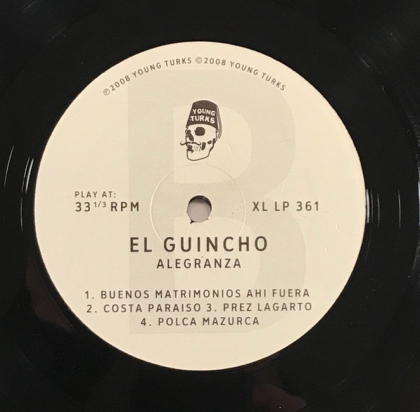 ℗2008 YOUNG TURKS ©2008 YOUNG TURKS
YOUNG
TURKS
B
PLAY AT:
33 1/3 RPM
XL LP 361
EL GUINCHO
ALEGRANZA
1. BUENOS MATRIMONIOS AHI FUERA
2. COSTA PARAISO 3. PREZ LAGARTO
4. POLCA MAZURCA